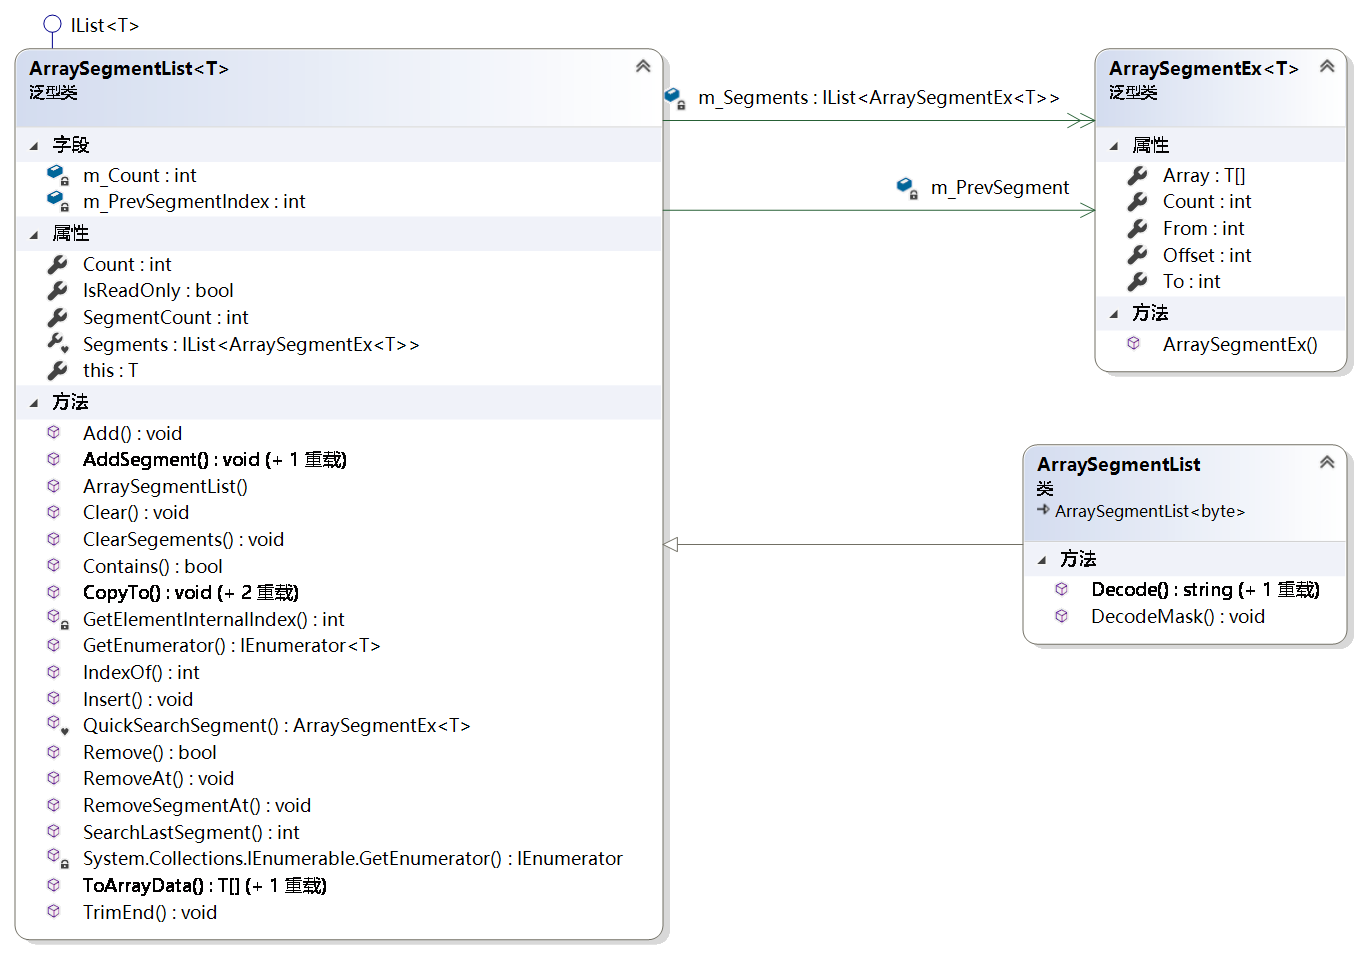 IList<T>
ArraySegmentList<T>
泛型类
字段
m_Count : int
m_PrevSegmentIndex : int
属性
Count : int
IsReadOnly : bool
SegmentCount : int
Segments : IList<ArraySegmentEx<T>>
this : T
方法
Add() : void
AddSegment() : void (+ 1 重载)
ArraySegmentList()
Clear() : void
ClearSegements() : void
Contains() : bool
CopyTo() : void (+ 2 重载)
GetElementInternalIndex() : int
GetEnumerator() : IEnumerator<T>
IndexOf() : int
Insert() : void
QuickSearchSegment() : ArraySegmentEx<T>
Remove() : bool
RemoveAt() : void
RemoveSegmentAt() : void
SearchLastSegment() : int
System.Collections.IEnumerable.GetEnumerator() : IEnumerator
ToArrayData() : T[] (+ 1 重载)
TrimEnd() : void
m_Segments : IList<ArraySegmentEx<T>>
m_PrevSegment
ArraySegmentEx<T>
泛型类
属性
Array : T[]
Count : int
From : int
Offset : int
To : int
方法
ArraySegmentEx()
ArraySegmentList
类
ArraySegmentList<byte>
方法
Decode() : string (+ 1 重载)
DecodeMask() : void